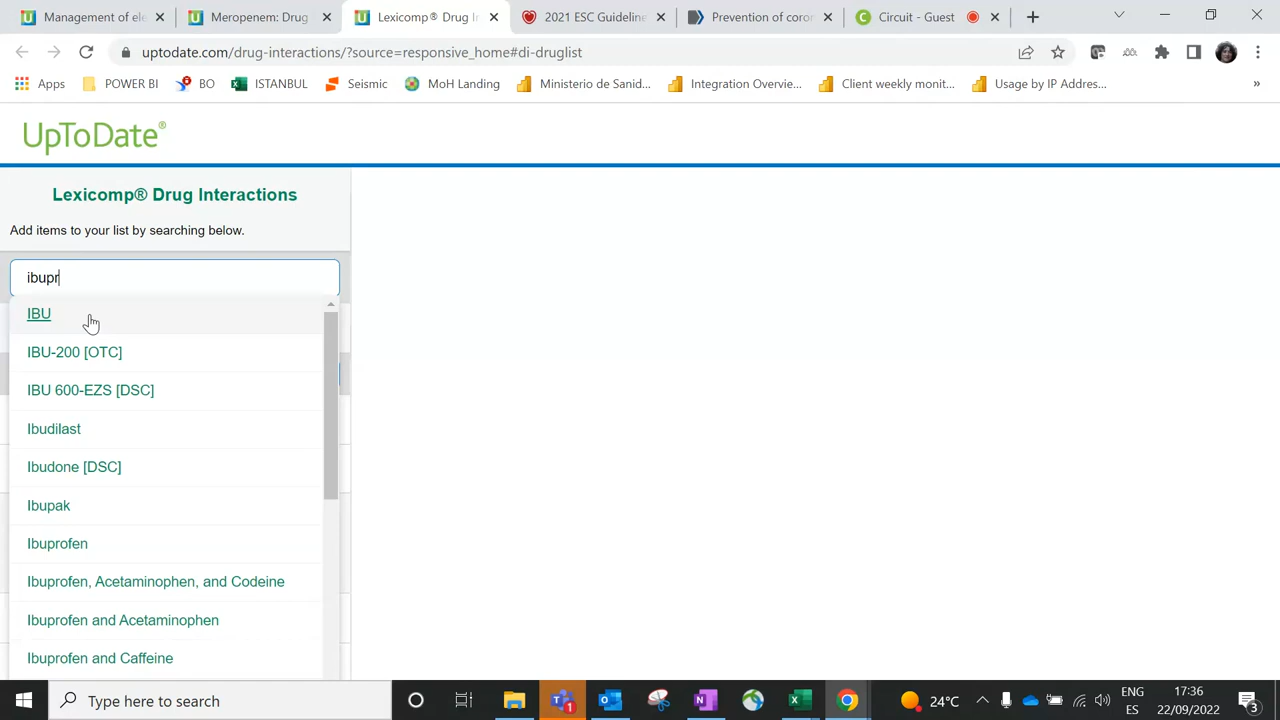 Management of ele
Meropenem: Drug
Lexicomp® Drug In
2021 ESC Guideline
Prevention of coron
Circuit - Guest
uptodate.com/drug-interactions/?source=responsive_home#di-druglist
Apps
POWER BI
BO
ISTANBUL
Seismic
MoH Landing
Ministerio de Sanid...
Integration Overvie...
Client weekly monit...
Usage by IP Addres...
»
UpToDate®
Lexicomp® Drug Interactions
Add items to your list by searching below.
ibupr
IBU
IBU-200 [OTC]
IBU 600-EZS [DSC]
Ibudilast
Ibudone [DSC]
Ibupak
Ibuprofen
Ibuprofen, Acetaminophen, and Codeine
Ibuprofen and Acetaminophen
Ibuprofen and Caffeine
Type here to search
24°C
ENG
ES
17:36
22/09/2022
3